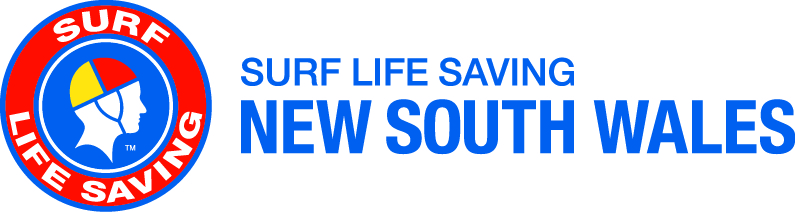 SURF
LIFE SAVING
TM
SURF LIFE SAVING
NEW SOUTH WALES